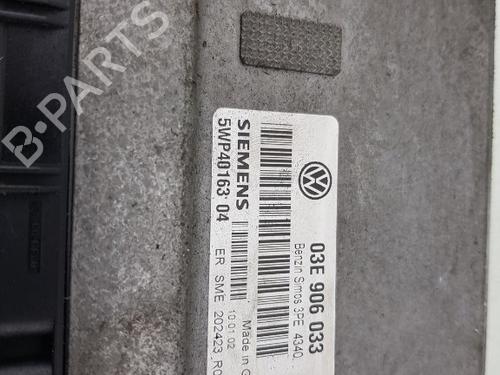 SIEMENS
5WP40163 04
03E 906 033
Benzin Simos 3PE 4340
Made in G
10.01.02
ER SME 202423 R0
B-PARTS